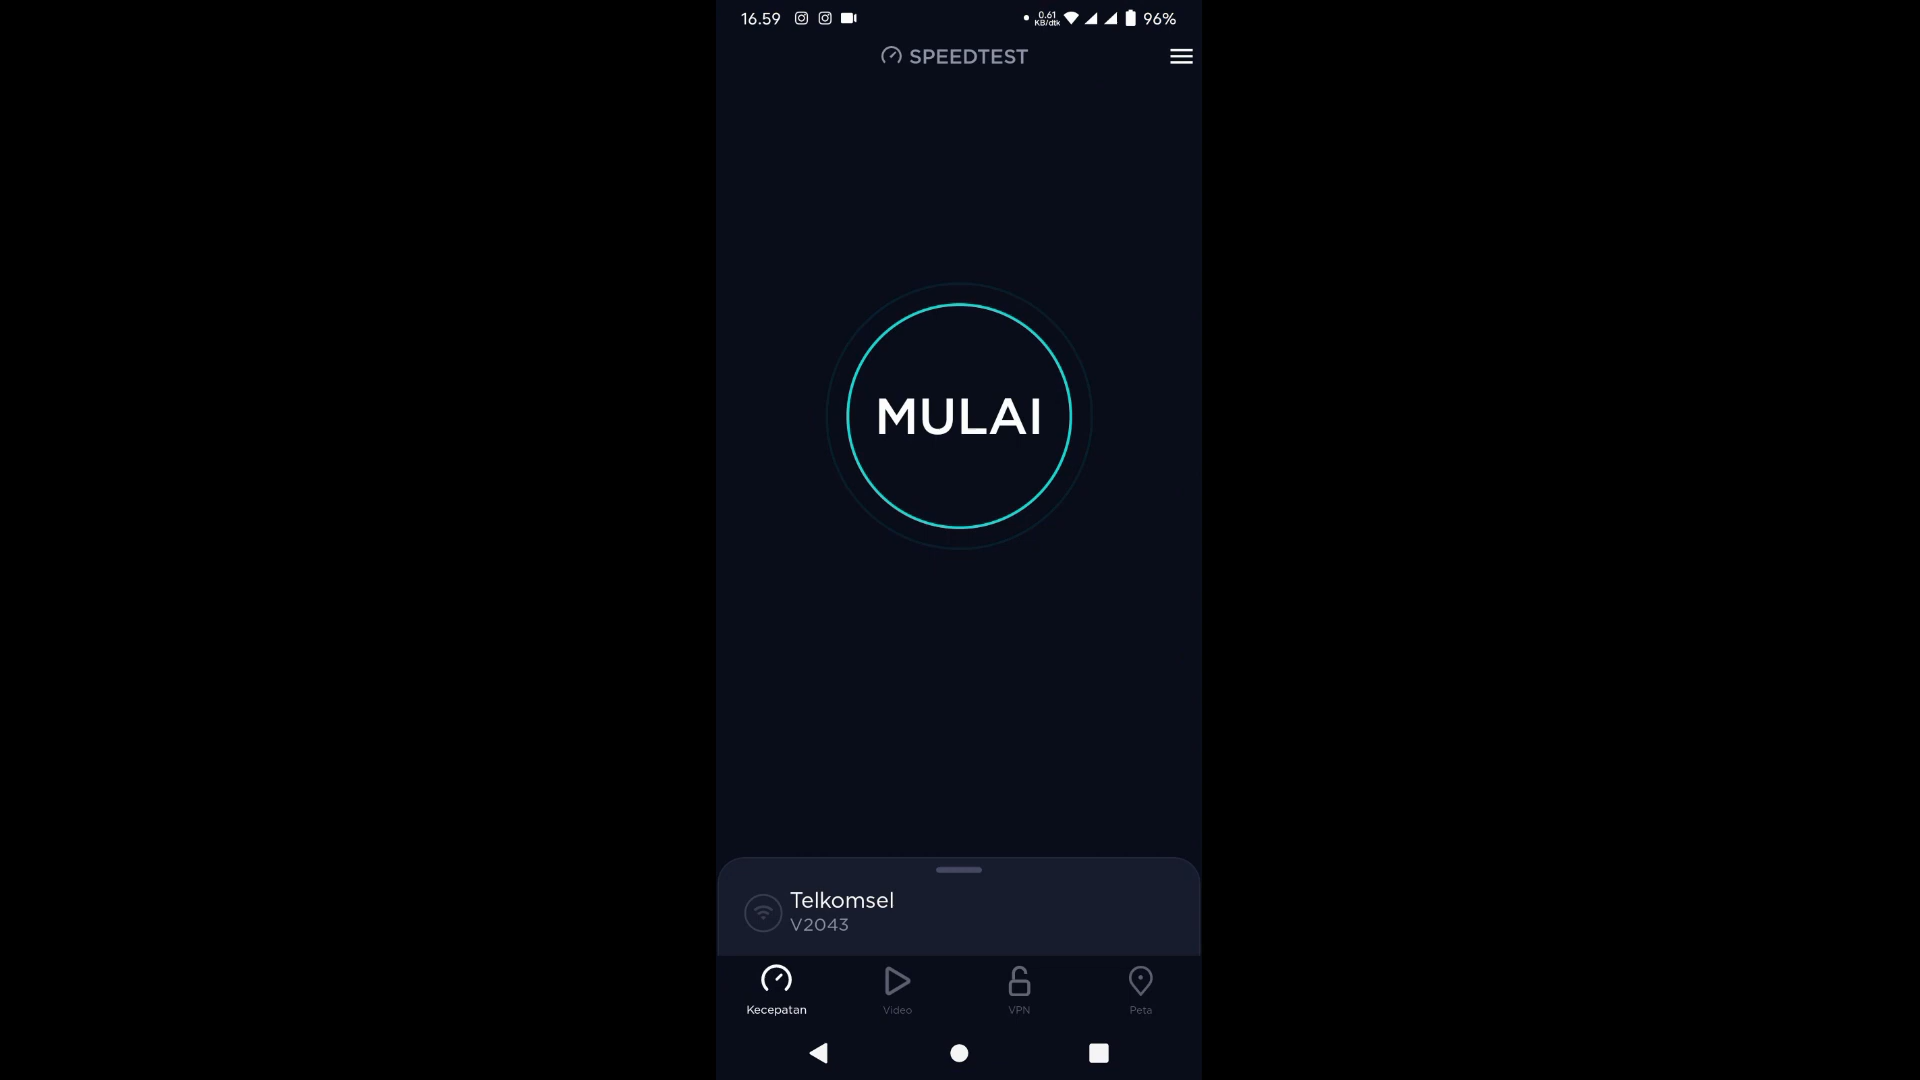 16.59 0.61 KB/dtk 96%
SPEEDTEST
MULAI
Telkomsel
V2043
Kecepatan Video VPN Peta